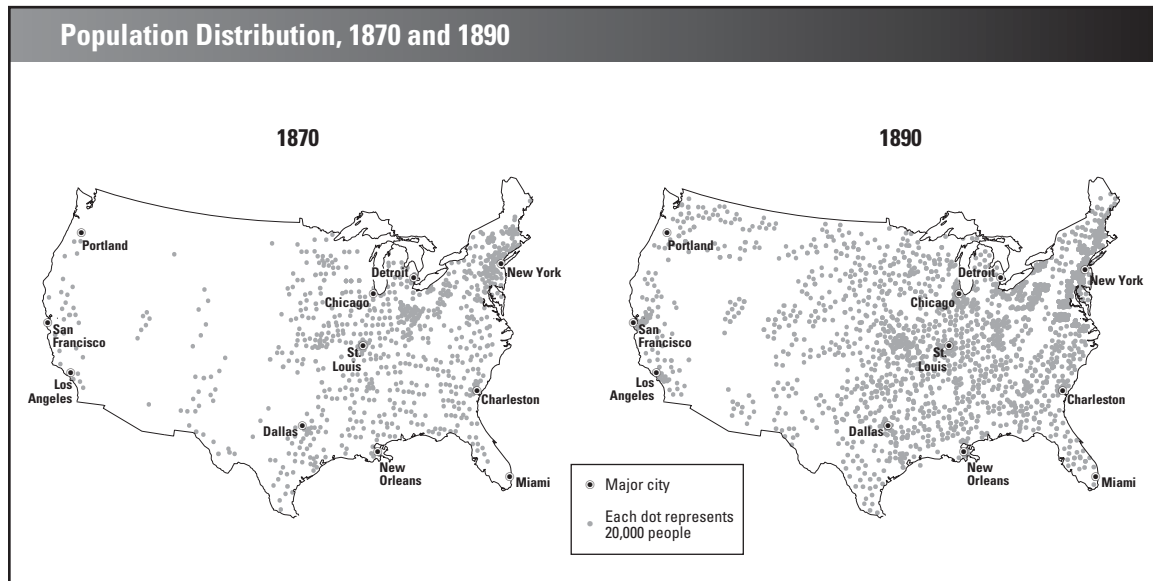 Population Distribution, 1870 and 1890
1870
Portland
San
Francisco
Los
Angeles
Detroit
Chicago
New York
St.
Louis
Charleston
Dallas
New
Orleans
Miami
1890
Portland
San
Francisco
Los
Angeles
Detroit
Chicago
New York
St.
Louis
Charleston
Dallas
New
Orleans
Miami
Major city
Each dot represents
20,000 people